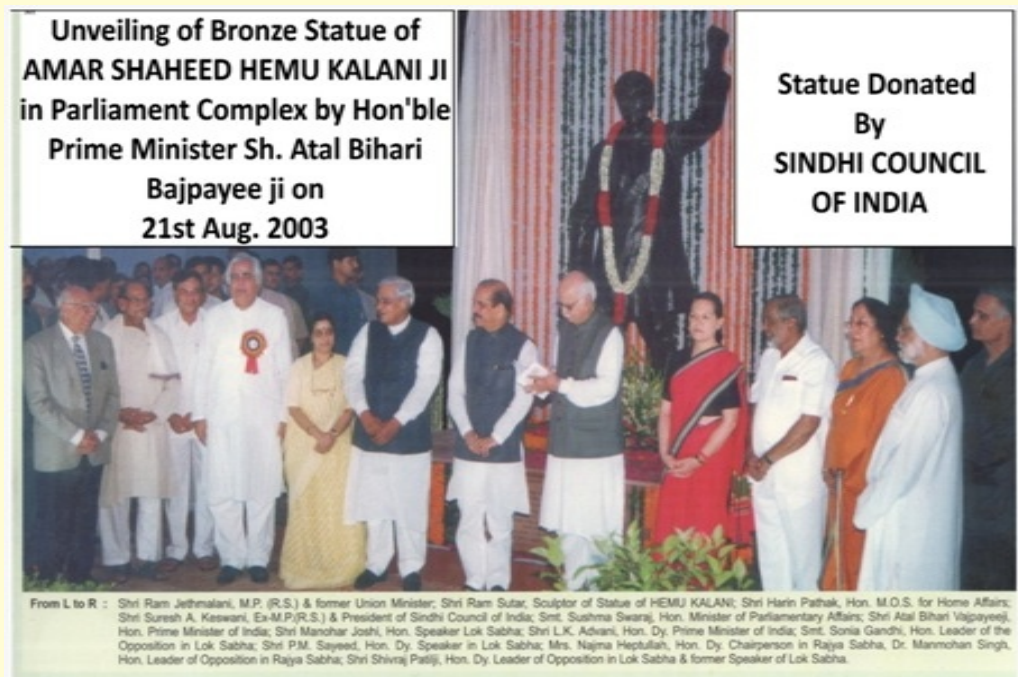 Unveiling of Bronze Statue of
AMAR SHAHEED HEMU KALANI JI
in Parliament Complex by Hon'ble
Prime Minister Sh. Atal Bihari
Bajpayee ji on
21st Aug. 2003
Statue Donated
By
SINDHI COUNCIL
OF INDIA
From L to R : Shri Ram Jethmalani, M.P. (R.S.) & former Union Minister; Shri Ram Sutar, Sculptor of Statue of HEMU KALANI; Shri Harin Pathak, Hon. M.O.S. for Home Affairs;
Shri Suresh A. Keswani, Ex-M.P.(R.S.) & President of Sindhi Council of India; Smt. Sushma Swaraj, Hon. Minister of Parliamentary Affairs; Shri Atal Bihari Vajpayeeji,
Hon. Prime Minister of India; Shri Manohar Joshi, Hon. Speaker Lok Sabha; Shri L.K. Advani, Hon. Dy. Prime Minister of India; Smt. Sonia Gandhi, Hon. Leader of the
Opposition in Lok Sabha; Shri P.M. Sayeed, Hon. Dy. Speaker in Lok Sabha; Mrs. Najma Heptullah, Hon. Dy. Chairperson in Rajya Sabha, Dr. Manmohan Singh,
Hon. Leader of Opposition in Rajya Sabha; Shri Shivraj Patilji, Hon. Dy. Leader of Opposition in Lok Sabha & former Speaker of Lok Sabha.